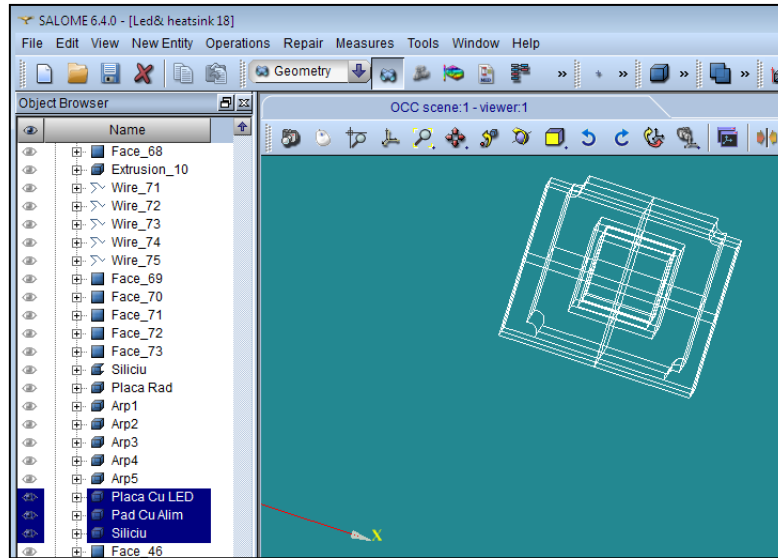 SALOME 6.4.0 - [Led& heatsink 18]
File Edit View New Entity Operations Repair Measures Tools Window Help
Geometry » » » »
Object Browser
OCC scene:1 - viewer:1
Name
Face_68
Extrusion_10
Wire_71
Wire_72
Wire_73
Wire_74
Wire_75
Face_69
Face_70
Face_71
Face_72
Face_73
Siliciu
Placa Rad
Arp1
Arp2
Arp3
Arp4
Arp5
Placa Cu LED
Pad Cu Alim
Siliciu
Face_46
X